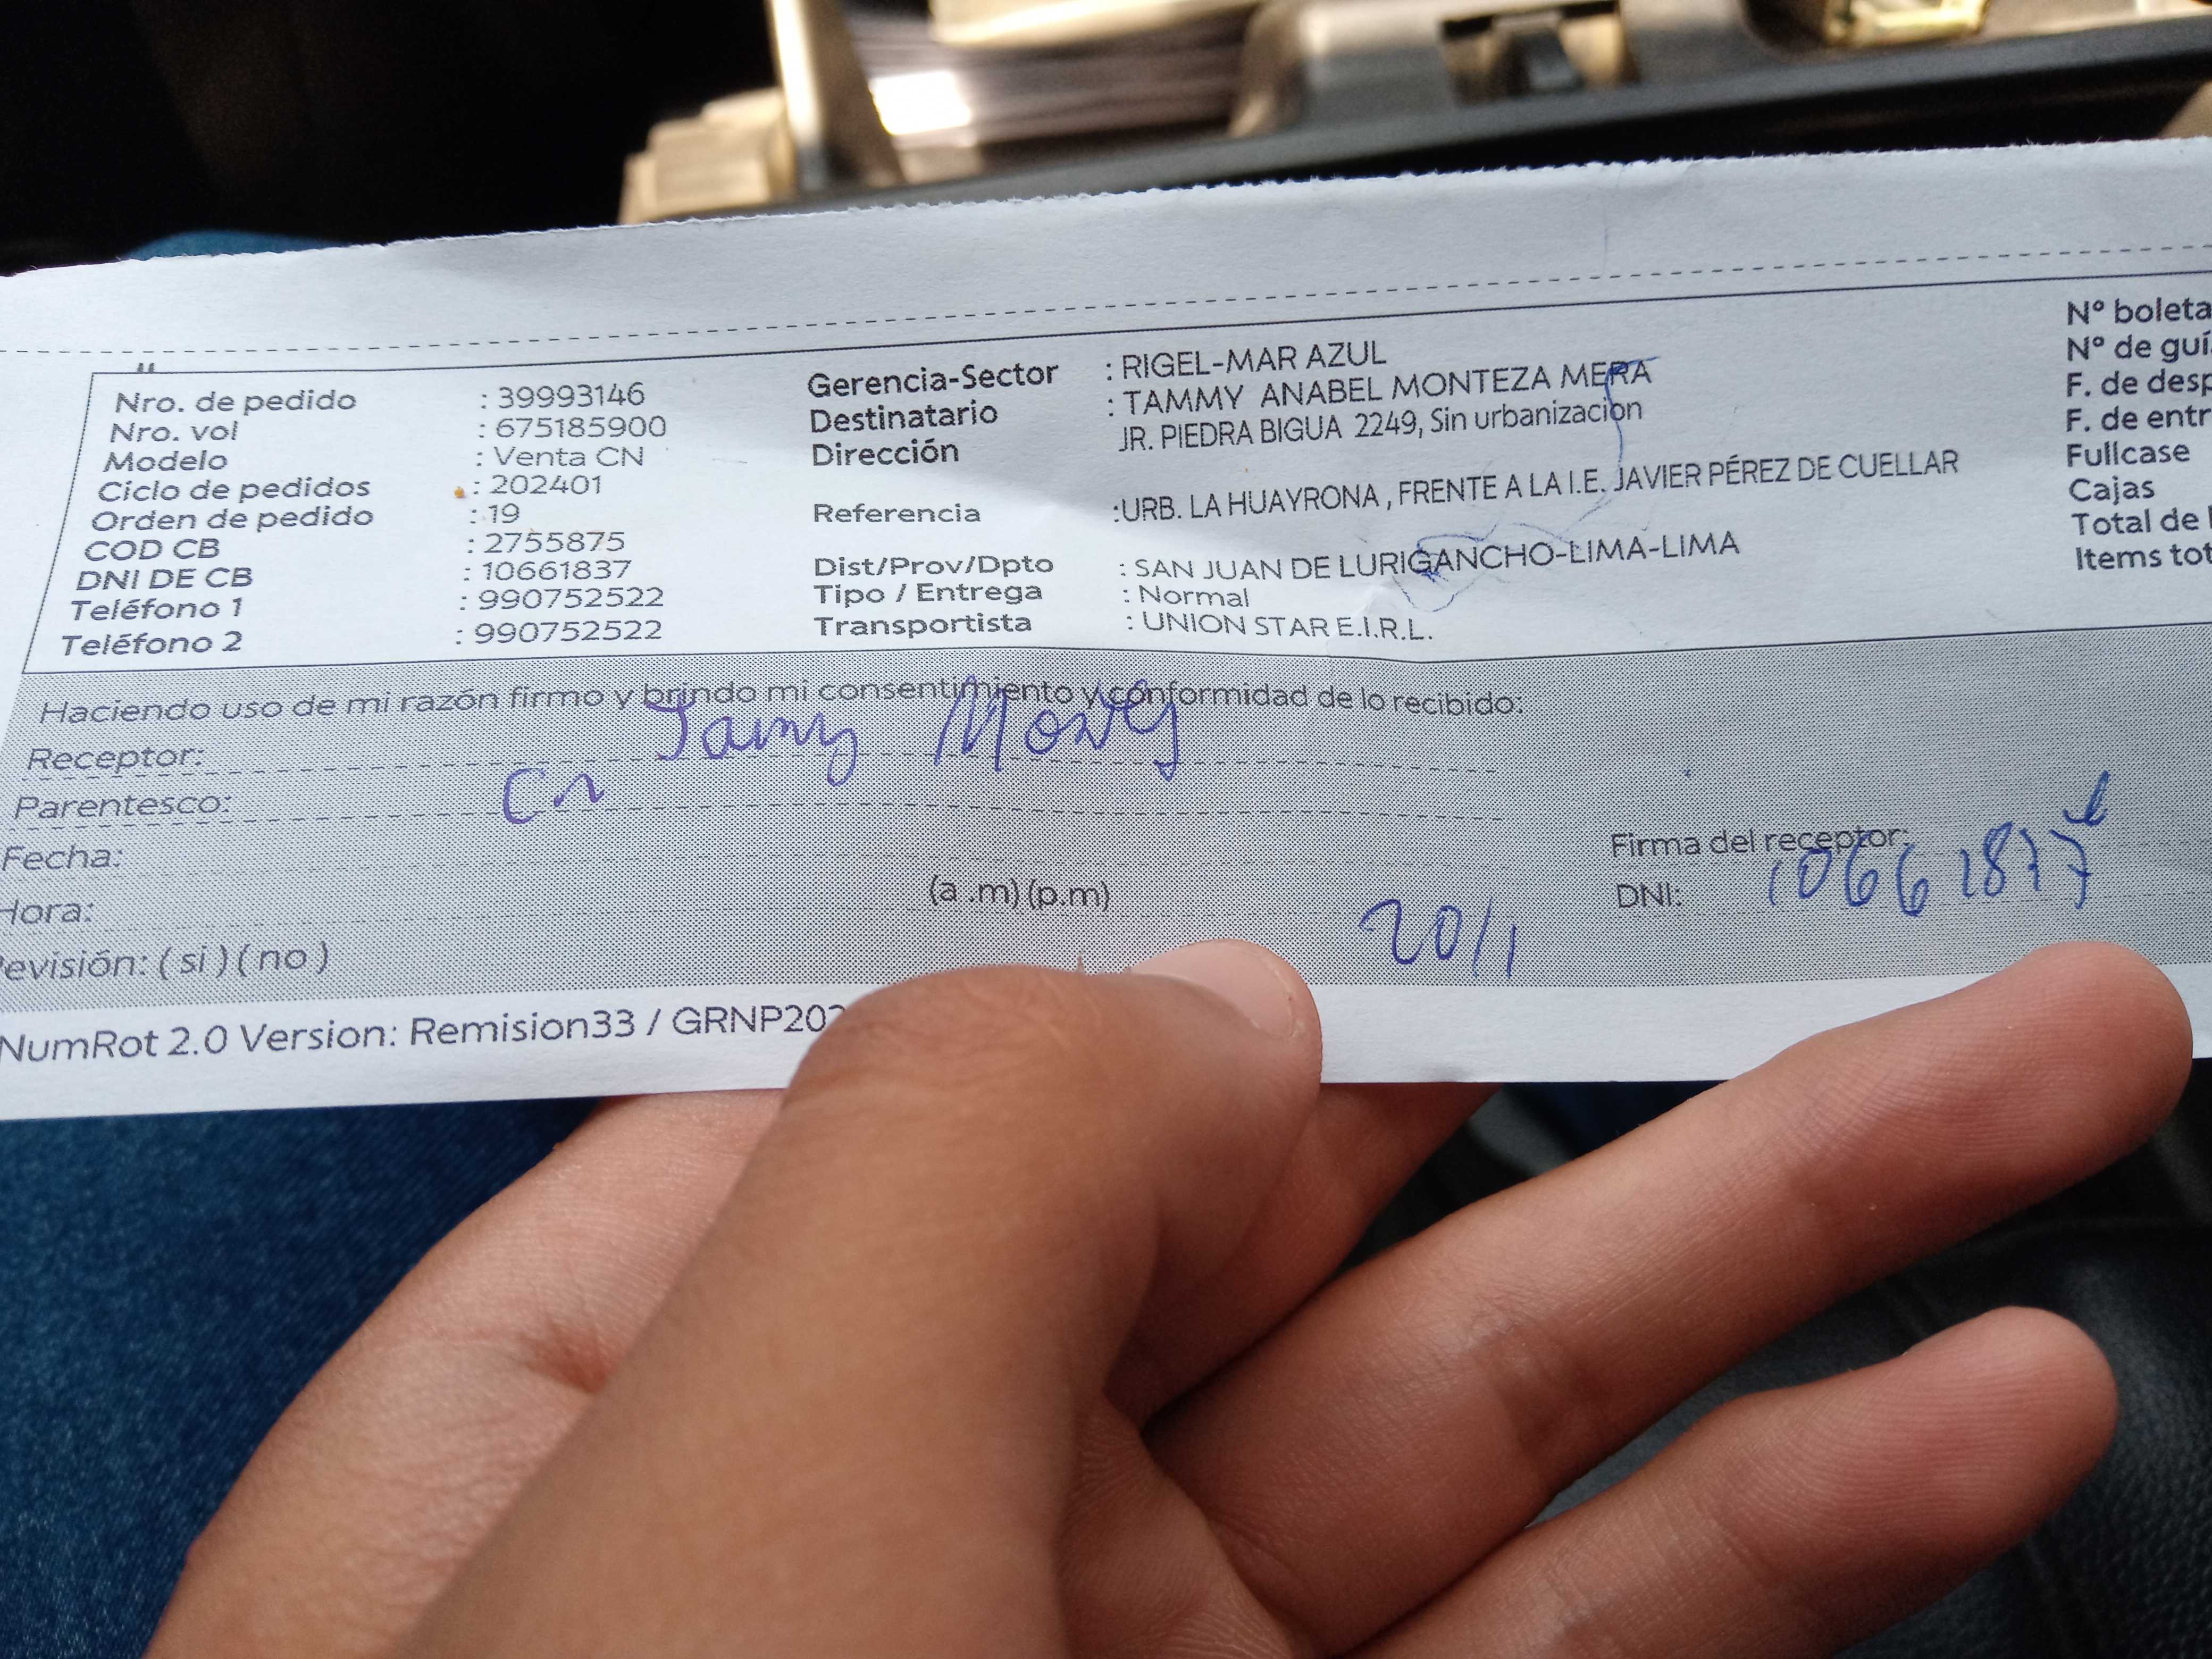 Nro. de pedido : 39993146
Nro. vol : 675185900
Modelo : Venta CN
Ciclo de pedidos : 202401
Orden de pedido : 19
COD CB : 2755875
DNI DE CB : 10661837
Teléfono 1 : 990752522
Teléfono 2 : 990752522
Gerencia-Sector : RIGEL-MAR AZUL
Destinatario : TAMMY ANABEL MONTEZA MERA
Dirección JR. PIEDRA BIGUA 2249, Sin urbanizacion
Referencia :URB. LA HUAYRONA , FRENTE A LA I.E. JAVIER PÉREZ DE CUELLAR
Dist/Prov/Dpto : SAN JUAN DE LURIGANCHO-LIMA-LIMA
Tipo / Entrega : Normal
Transportista : UNION STAR E.I.R.L.
Nº boleta
Nº de guí
F. de desp
F. de entr
Fullcase
Cajas
Total de
Items tot
Haciendo uso de mi razón firmo y brindo mi consentimiento y conformidad de lo recibido:
Receptor: Tamy
Parentesco: Cn
Fecha:
Hora: (a .m) (p.m)
evisión: ( si ) ( no )
20/1
Firma del receptor:
DNI: 10661877
NumRot 2.0 Version: Remision33 / GRNP202